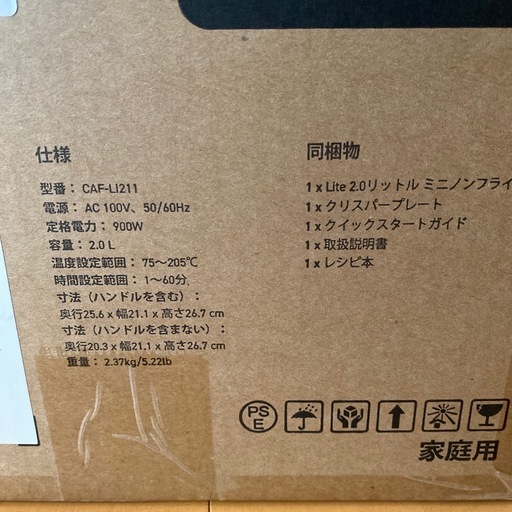 仕様
型番： CAF-LI211
電源： AC 100V、50/60Hz
定格電力： 900W
容量： 2.0 L
温度設定範囲： 75～205℃
時間設定範囲： 1～60分
寸法（ハンドルを含む）：
奥行25.6 x 幅21.1 x 高さ26.7 cm
寸法（ハンドルを含まない）：
奥行20.3 x 幅21.1 x 高さ26.7 cm
重量： 2.37kg/5.22lb
同梱物
1 x Lite 2.0リットル ミニノンフライ
1 x クリスパープレート
1 x クイックスタートガイド
1 x 取扱説明書
1 x レシピ本
PS
E
家庭用